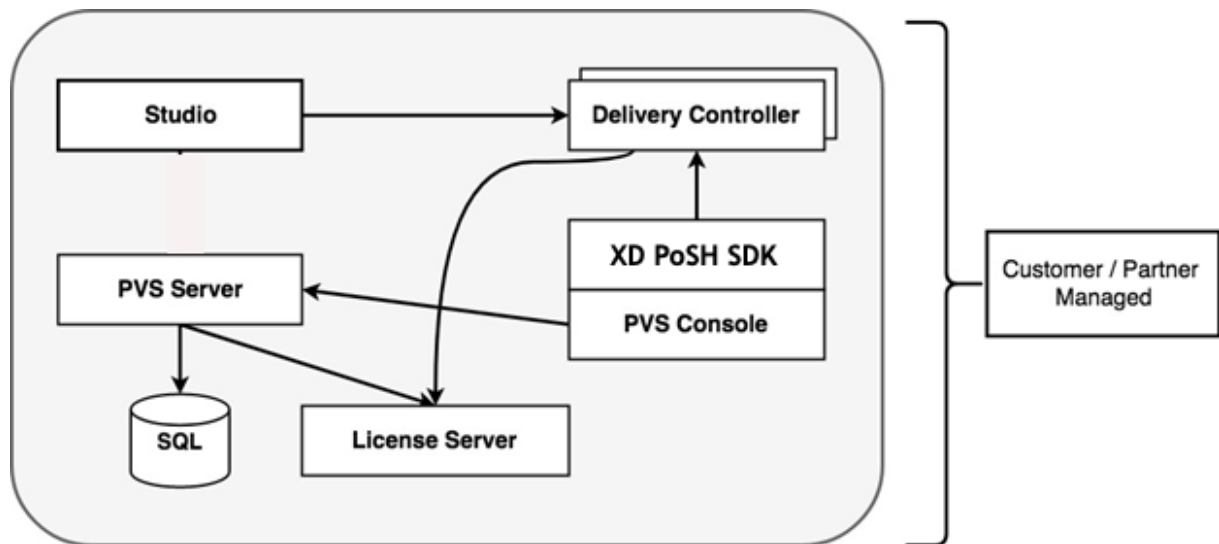 Studio
Delivery Controller
XD PoSH SDK
PVS Server
PVS Console
Customer / Partner
Managed
SQL
License Server